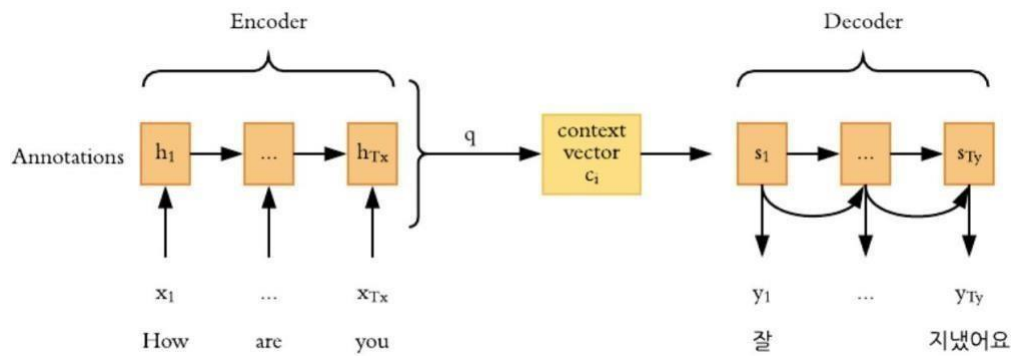 Encoder Decoder
q
Annotations h₁ ... hTx context vector cᵢ s₁ ... sTy
x₁ ... xTx y₁ ... yTy
How are you 잘 지냈어요